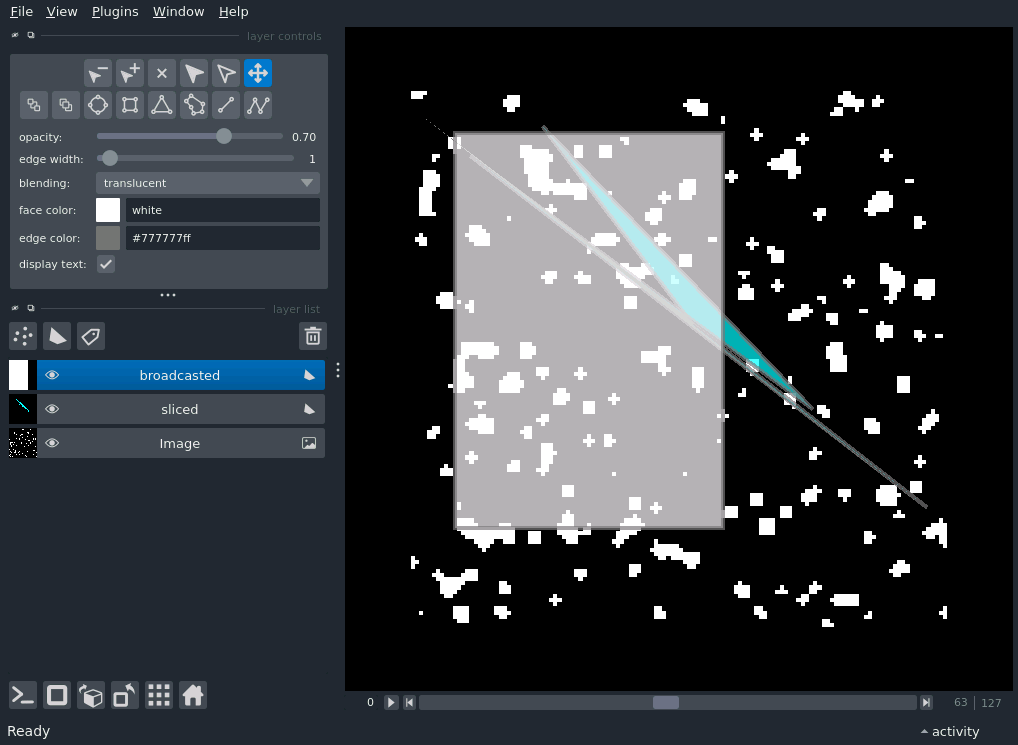 File View Plugins Window Help
layer controls
opacity: 0.70
edge width: 1
blending: translucent
face color: white
edge color: #777777ff
display text:
layer list
broadcasted
sliced
Image
0 63 127
Ready activity